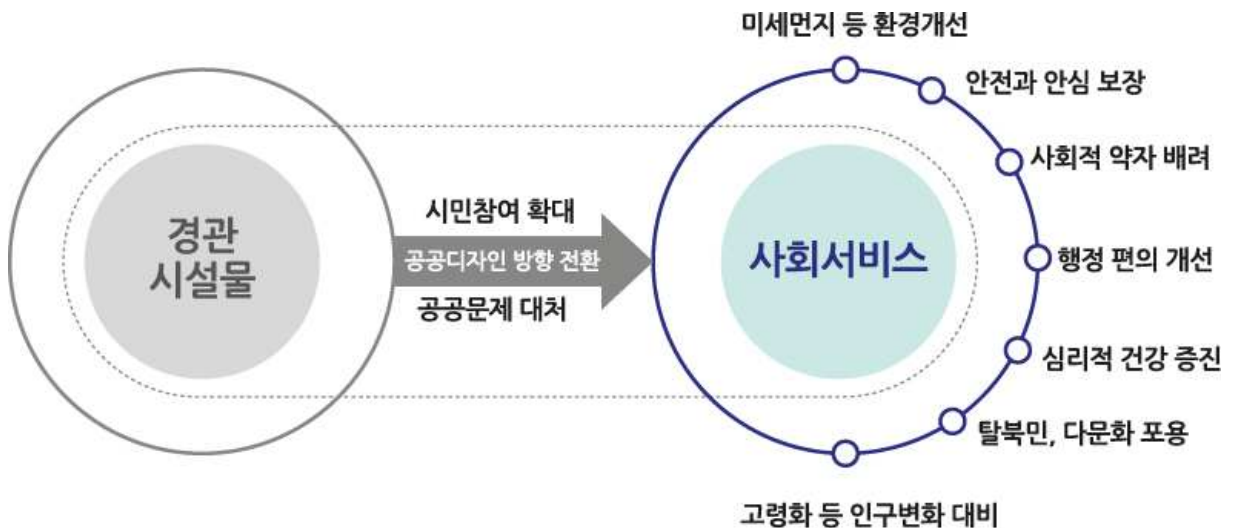 경관
시설물
시민참여 확대
공공디자인 방향 전환
공공문제 대처
사회서비스
미세먼지 등 환경개선
안전과 안심 보장
사회적 약자 배려
행정 편의 개선
심리적 건강 증진
탈북민, 다문화 포용
고령화 등 인구변화 대비